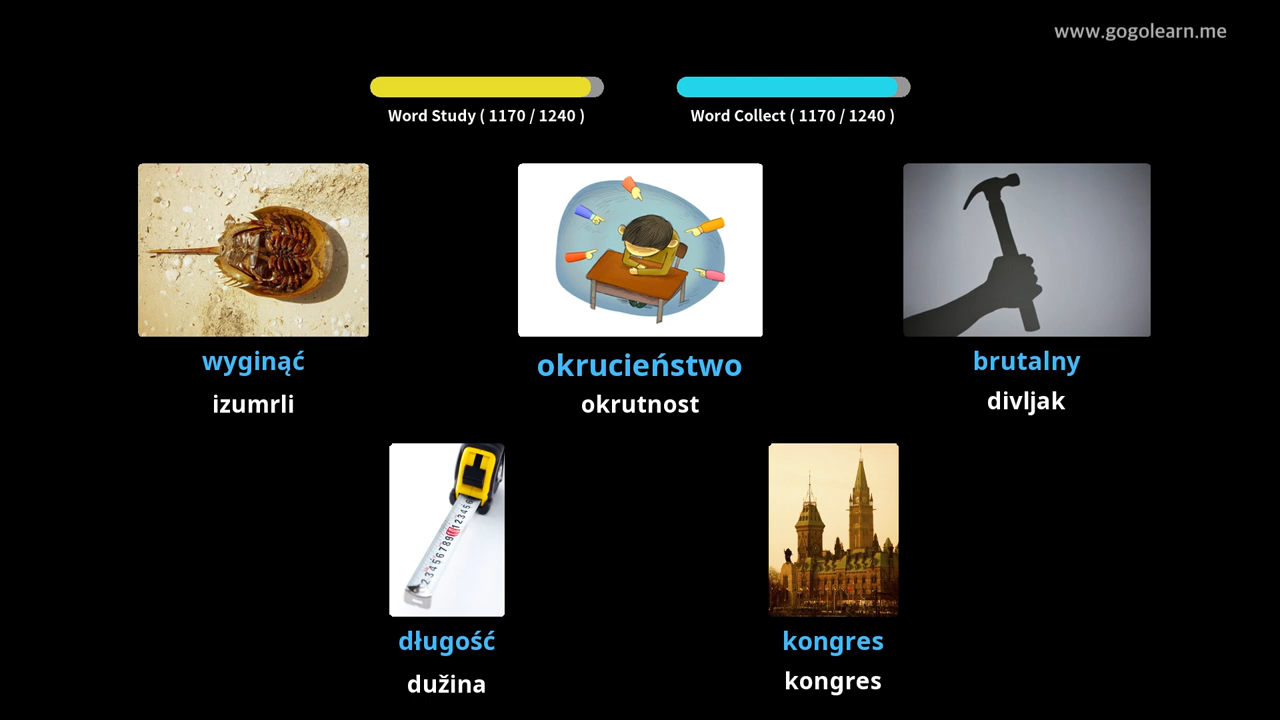 www.gogolearn.me
Word Study ( 1170 / 1240 )
Word Collect ( 1170 / 1240 )
wyginąć
izumrli
okrucieństwo
okrutnost
brutalny
divljak
długość
dužina
kongres
kongres